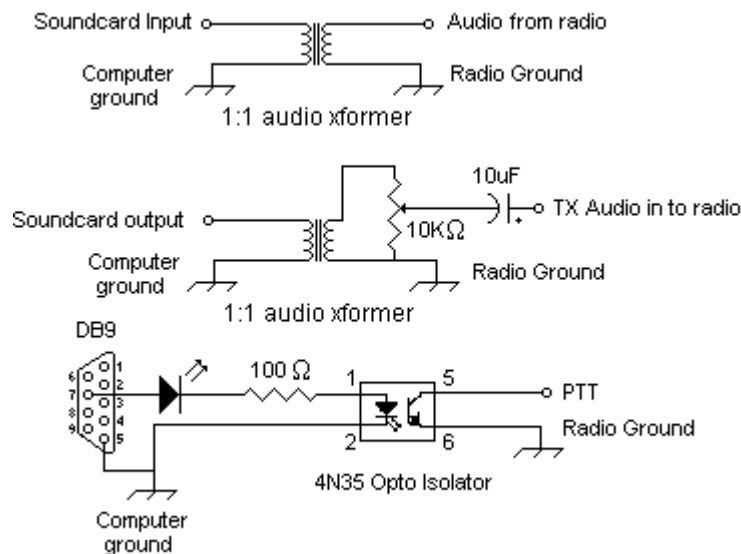 Soundcard Input
Audio from radio
Computer
ground
Radio Ground
1:1 audio xformer
10uF
Soundcard output
10KΩ
+
TX Audio in to radio
Computer
ground
Radio Ground
1:1 audio xformer
DB9
1
6
2
7
3
8
4
9
5
100 Ω
1
5
PTT
2
6
Radio Ground
4N35 Opto Isolator
Computer
ground